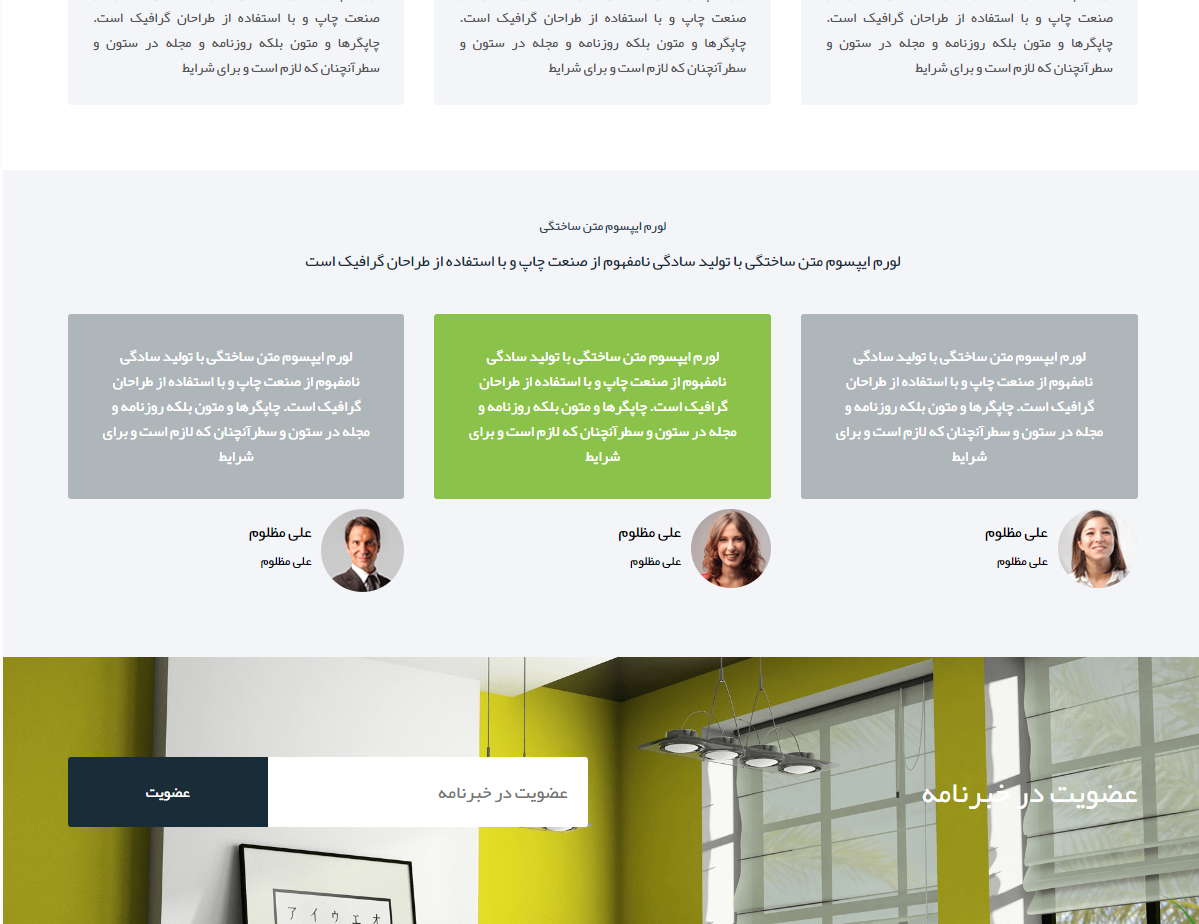 صنعت چاپ و با استفاده از طراحان گرافیک است.
چاپگرها و متون بلکه روزنامه و مجله در ستون و
سطرآنچنان که لازم است و برای شرایط
صنعت چاپ و با استفاده از طراحان گرافیک است.
چاپگرها و متون بلکه روزنامه و مجله در ستون و
سطرآنچنان که لازم است و برای شرایط
صنعت چاپ و با استفاده از طراحان گرافیک است.
چاپگرها و متون بلکه روزنامه و مجله در ستون و
سطرآنچنان که لازم است و برای شرایط
لورم ایپسوم متن ساختگی
لورم ایپسوم متن ساختگی با تولید سادگی نامفهوم از صنعت چاپ و با استفاده از طراحان گرافیک است
لورم ایپسوم متن ساختگی با تولید سادگی
نامفهوم از صنعت چاپ و با استفاده از طراحان
گرافیک است. چاپگرها و متون بلکه روزنامه و
مجله در ستون و سطرآنچنان که لازم است و برای
شرایط
علی مظلوم
علی مظلوم
لورم ایپسوم متن ساختگی با تولید سادگی
نامفهوم از صنعت چاپ و با استفاده از طراحان
گرافیک است. چاپگرها و متون بلکه روزنامه و
مجله در ستون و سطرآنچنان که لازم است و برای
شرایط
علی مظلوم
علی مظلوم
لورم ایپسوم متن ساختگی با تولید سادگی
نامفهوم از صنعت چاپ و با استفاده از طراحان
گرافیک است. چاپگرها و متون بلکه روزنامه و
مجله در ستون و سطرآنچنان که لازم است و برای
شرایط
علی مظلوم
علی مظلوم
عضویت در خبرنامه
عضویت در خبرنامه
عضویت
アイウェオ